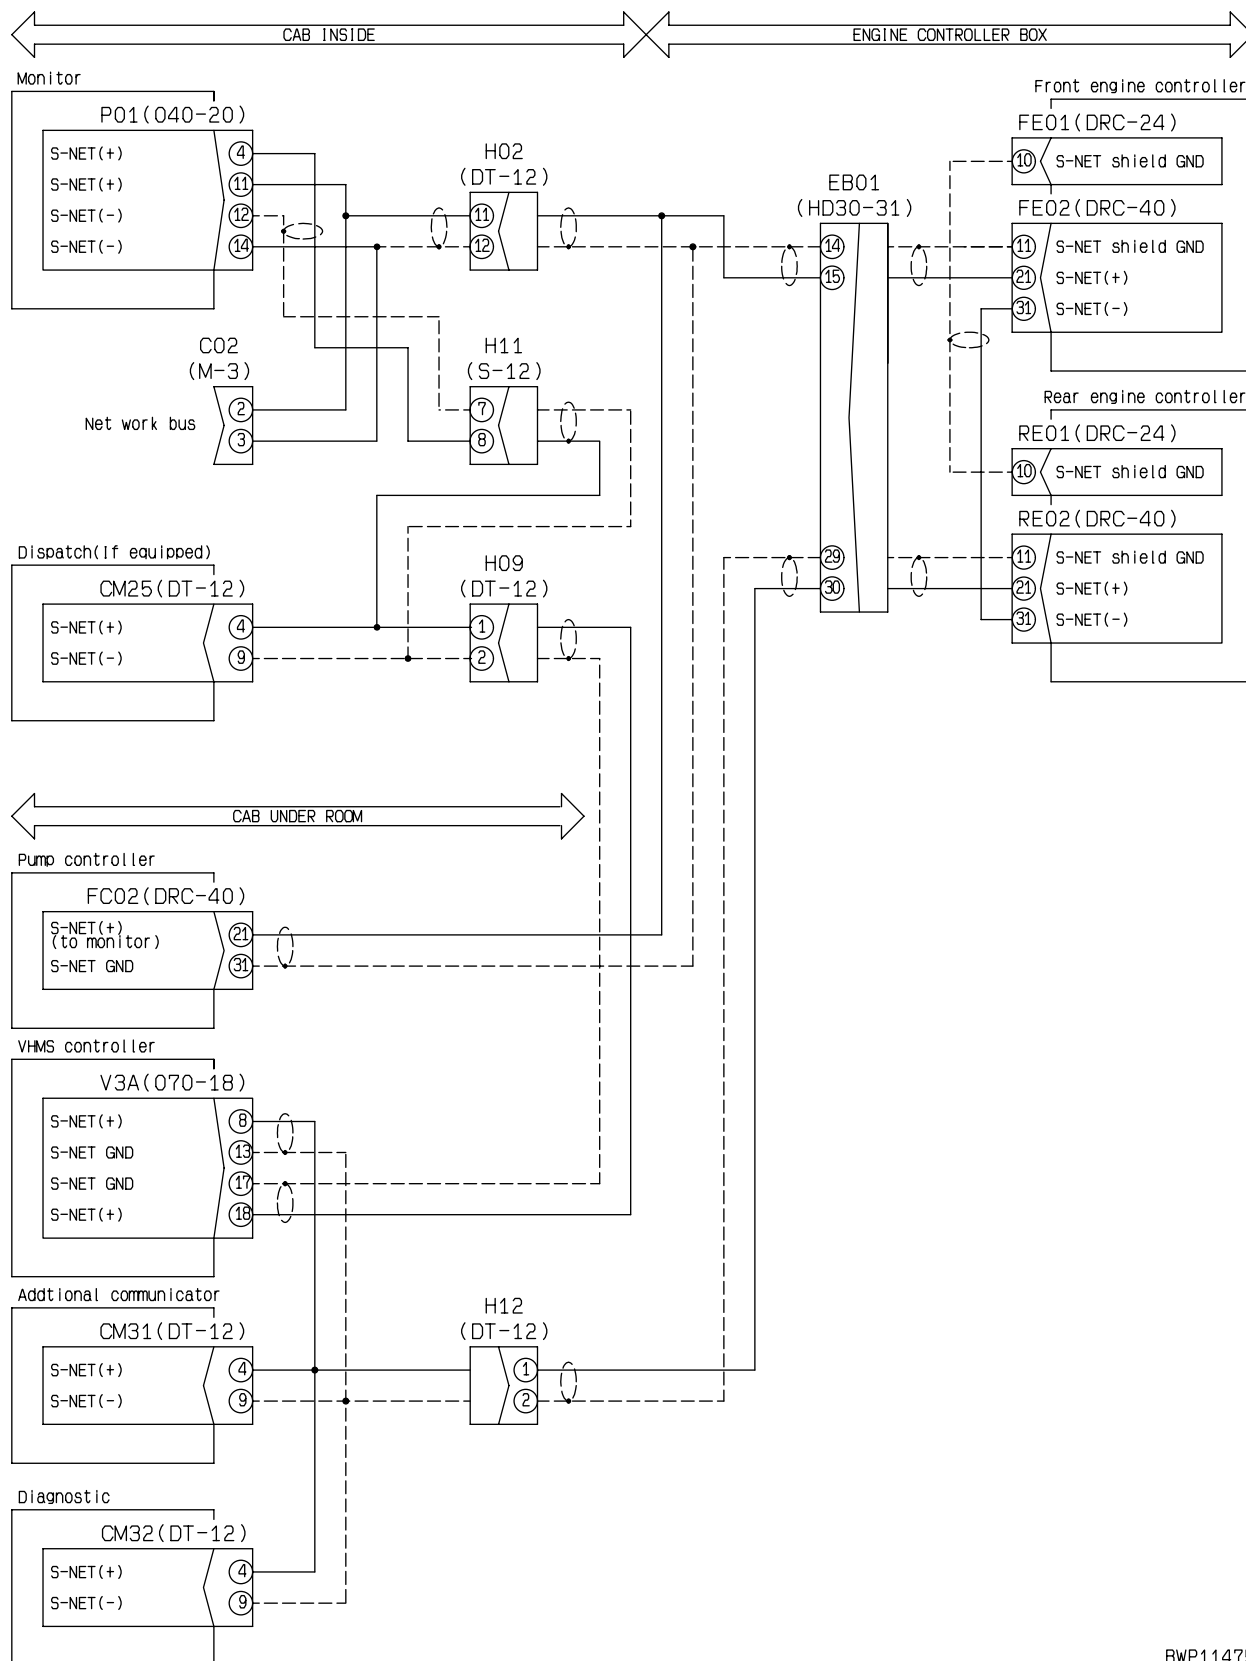 CAB INSIDE
ENGINE CONTROLLER BOX
Monitor
P01(040-20)
S-NET(+)
4
S-NET(+)
11
S-NET(-)
12
S-NET(-)
14
H02
(DT-12)
11
12
EB01
(HD30-31)
14
15
29
30
Front engine controller
FE01(DRC-24)
10
S-NET shield GND
FE02(DRC-40)
11
S-NET shield GND
21
S-NET(+)
31
S-NET(-)
C02
(M-3)
Net work bus
2
3
H11
(S-12)
7
8
Rear engine controller
RE01(DRC-24)
10
S-NET shield GND
RE02(DRC-40)
11
S-NET shield GND
21
S-NET(+)
31
S-NET(-)
Dispatch(If equipped)
CM25(DT-12)
S-NET(+)
4
S-NET(-)
9
H09
(DT-12)
1
2
CAB UNDER ROOM
Pump controller
FC02(DRC-40)
S-NET(+)
(to monitor)
21
S-NET GND
31
VHMS controller
V3A(070-18)
S-NET(+)
8
S-NET GND
13
S-NET GND
17
S-NET(+)
18
Addtional communicator
CM31(DT-12)
S-NET(+)
4
S-NET(-)
9
H12
(DT-12)
1
2
Diagnostic
CM32(DT-12)
S-NET(+)
4
S-NET(-)
9